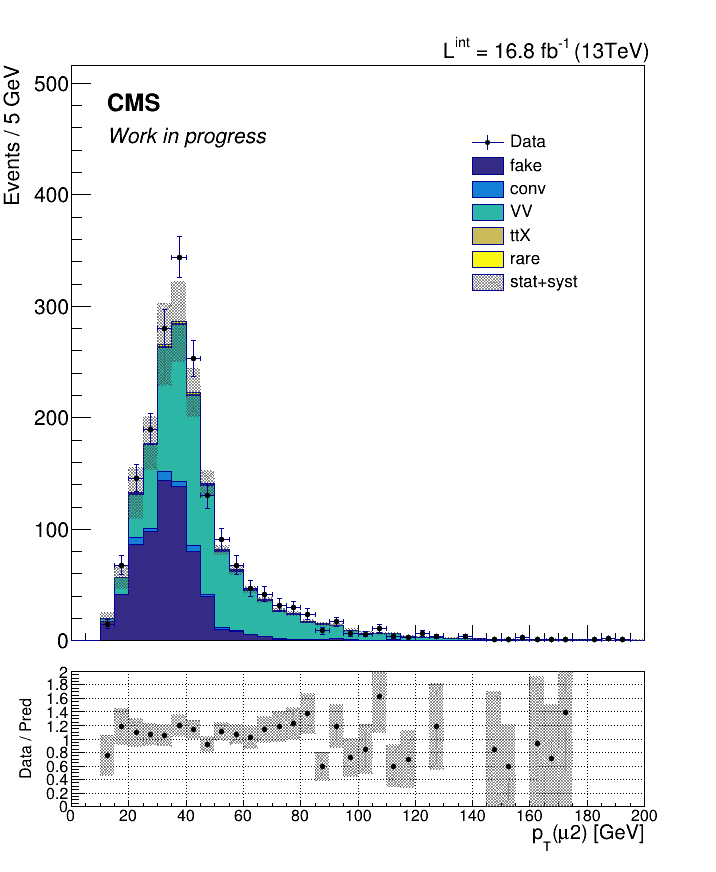 L^int = 16.8 fb^-1 (13TeV)
Events / 5 GeV
500
400
300
200
100
0
CMS
Work in progress
Data
fake
conv
VV
ttX
rare
stat+syst
Data / Pred
2
1.8
1.6
1.4
1.2
1
0.8
0.6
0.4
0.2
0
0 20 40 60 80 100 120 140 160 180 200
p_T(μ2) [GeV]